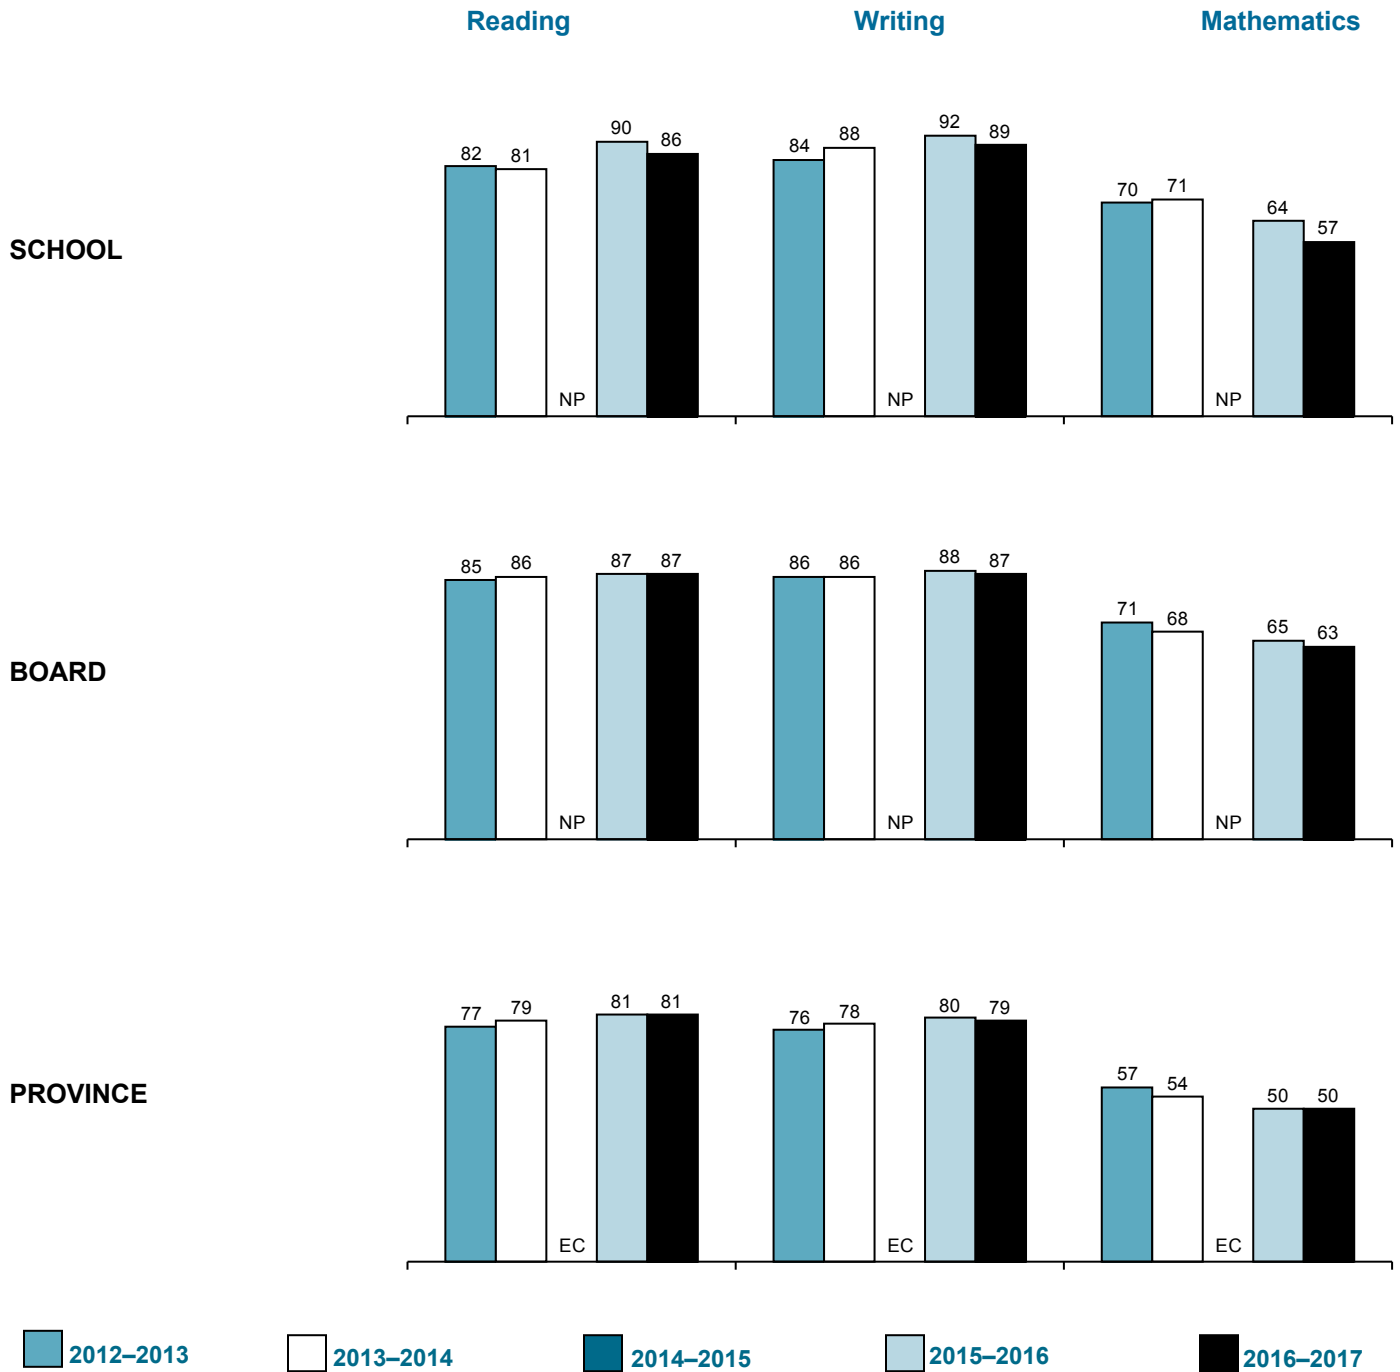 Reading Writing Mathematics
SCHOOL
82 81 NP 90 86 84 88 NP 92 89 70 71 NP 64 57
BOARD
85 86 NP 87 87 86 86 NP 88 87 71 68 NP 65 63
PROVINCE
77 79 EC 81 81 76 78 EC 80 79 57 54 EC 50 50
2012–2013 2013–2014 2014–2015 2015–2016 2016–2017